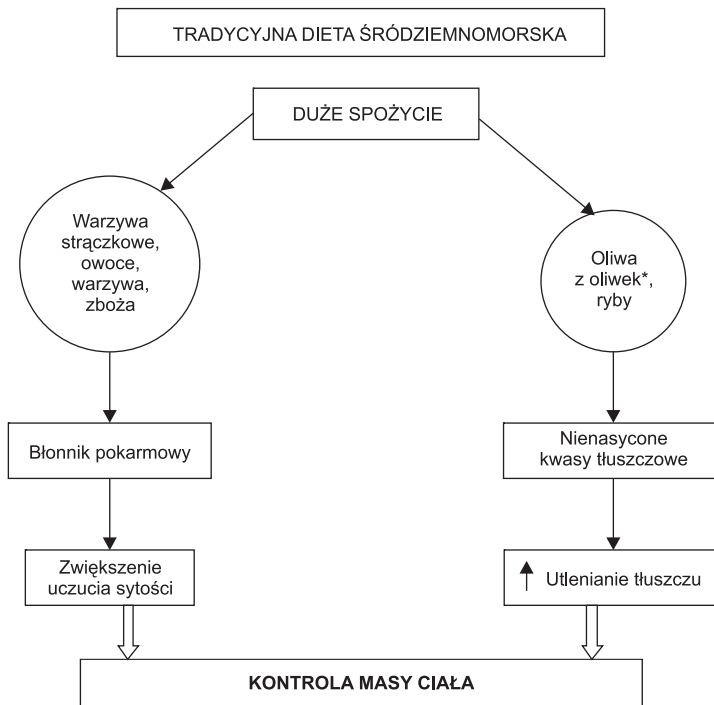 TRADYCYJNA DIETA ŚRÓDZIEMNOMORSKA
DUŻE SPOŻYCIE
Warzywa
strączkowe,
owoce,
warzywa,
zboża
Oliwa
z oliwek*,
ryby
Błonnik pokarmowy
Nienasycone
kwasy tłuszczowe
Zwiększenie
uczucia sytości
Utlenianie tłuszczu
KONTROLA MASY CIAŁA